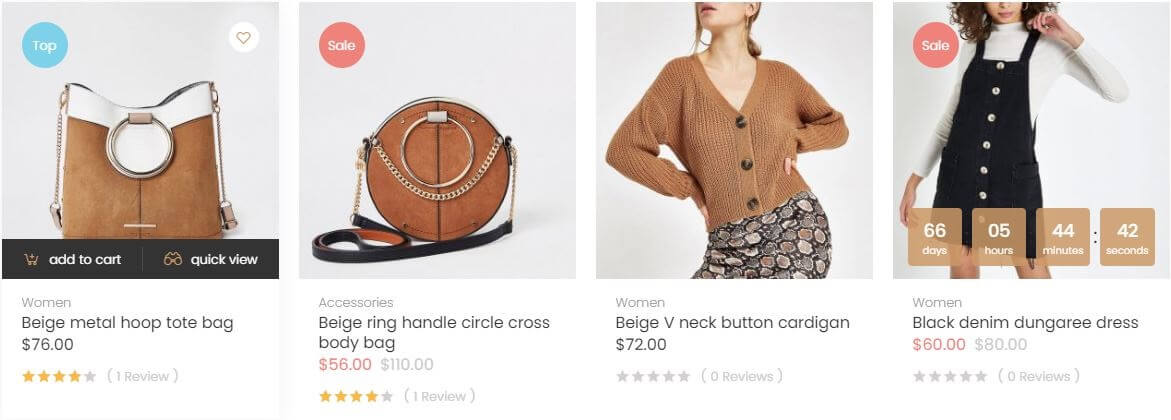 Top
add to cart
quick view
Women
Beige metal hoop tote bag
$76.00
( 1 Review )
Sale
Accessories
Beige ring handle circle cross
body bag
$56.00 $110.00
( 1 Review )
Women
Beige V neck button cardigan
$72.00
( 0 Reviews )
Sale
66 05 44 : 42
days hours minutes seconds
Women
Black denim dungaree dress
$60.00 $80.00
( 0 Reviews )